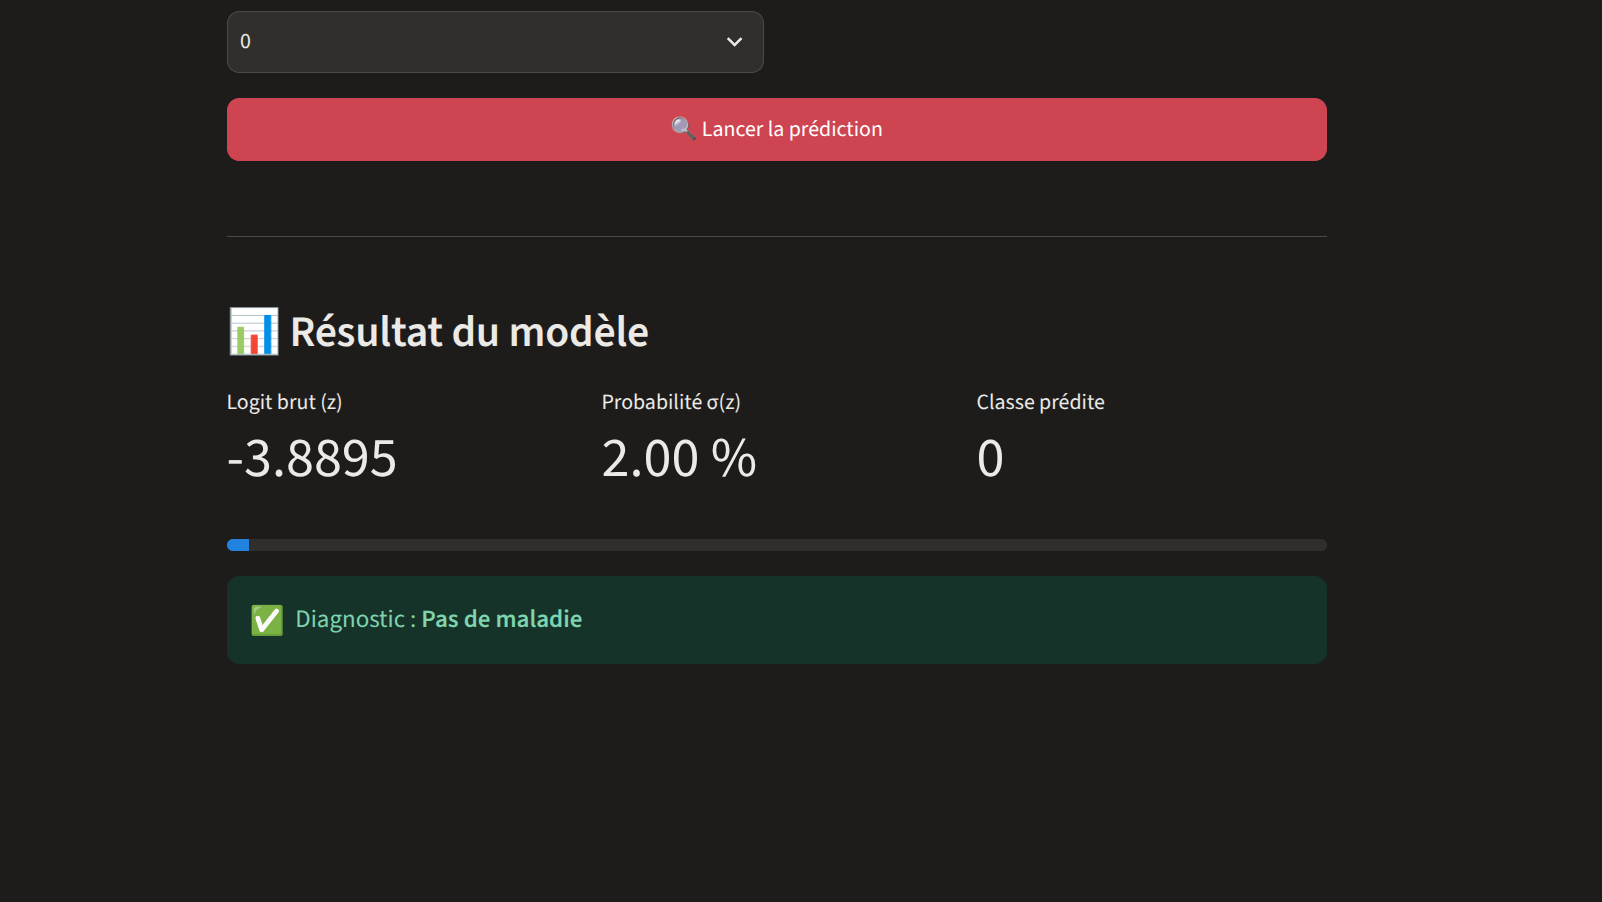 0
🔍 Lancer la prédiction
📊 Résultat du modèle
Logit brut (z)
-3.8895
Probabilité σ(z)
2.00 %
Classe prédite
0
✅ Diagnostic : Pas de maladie